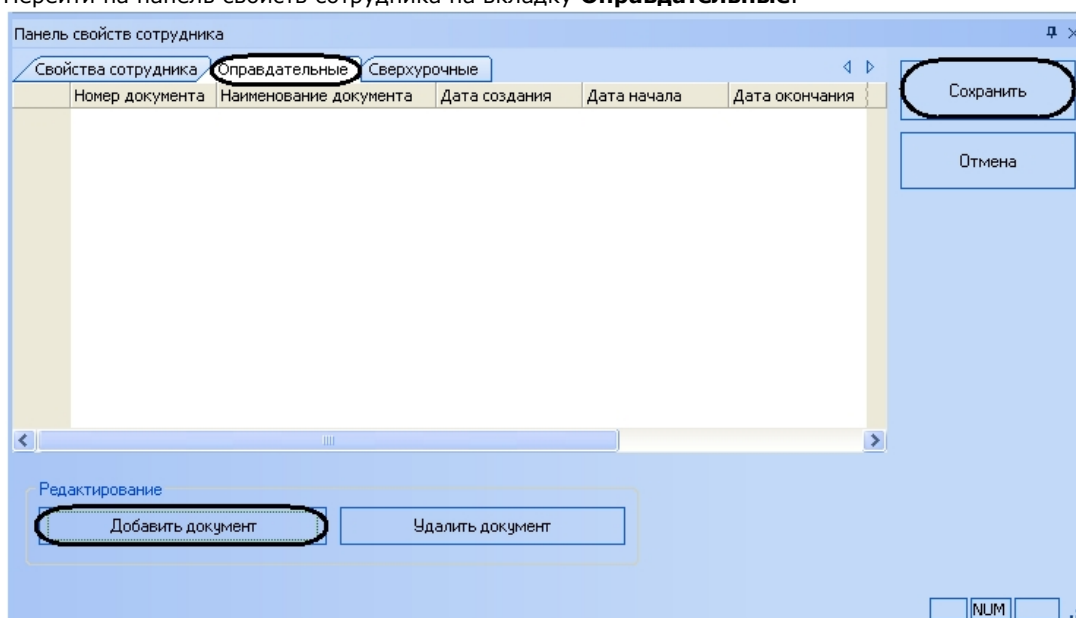 Перейти на панель свойств сотрудника на вкладку Оправдательные:
Панель свойств сотрудника
Свойства сотрудника Оправдательные Сверхурочные
Номер документа Наименование документа Дата создания Дата начала Дата окончания
Сохранить
Отмена
Редактирование
Добавить документ Удалить документ
NUM